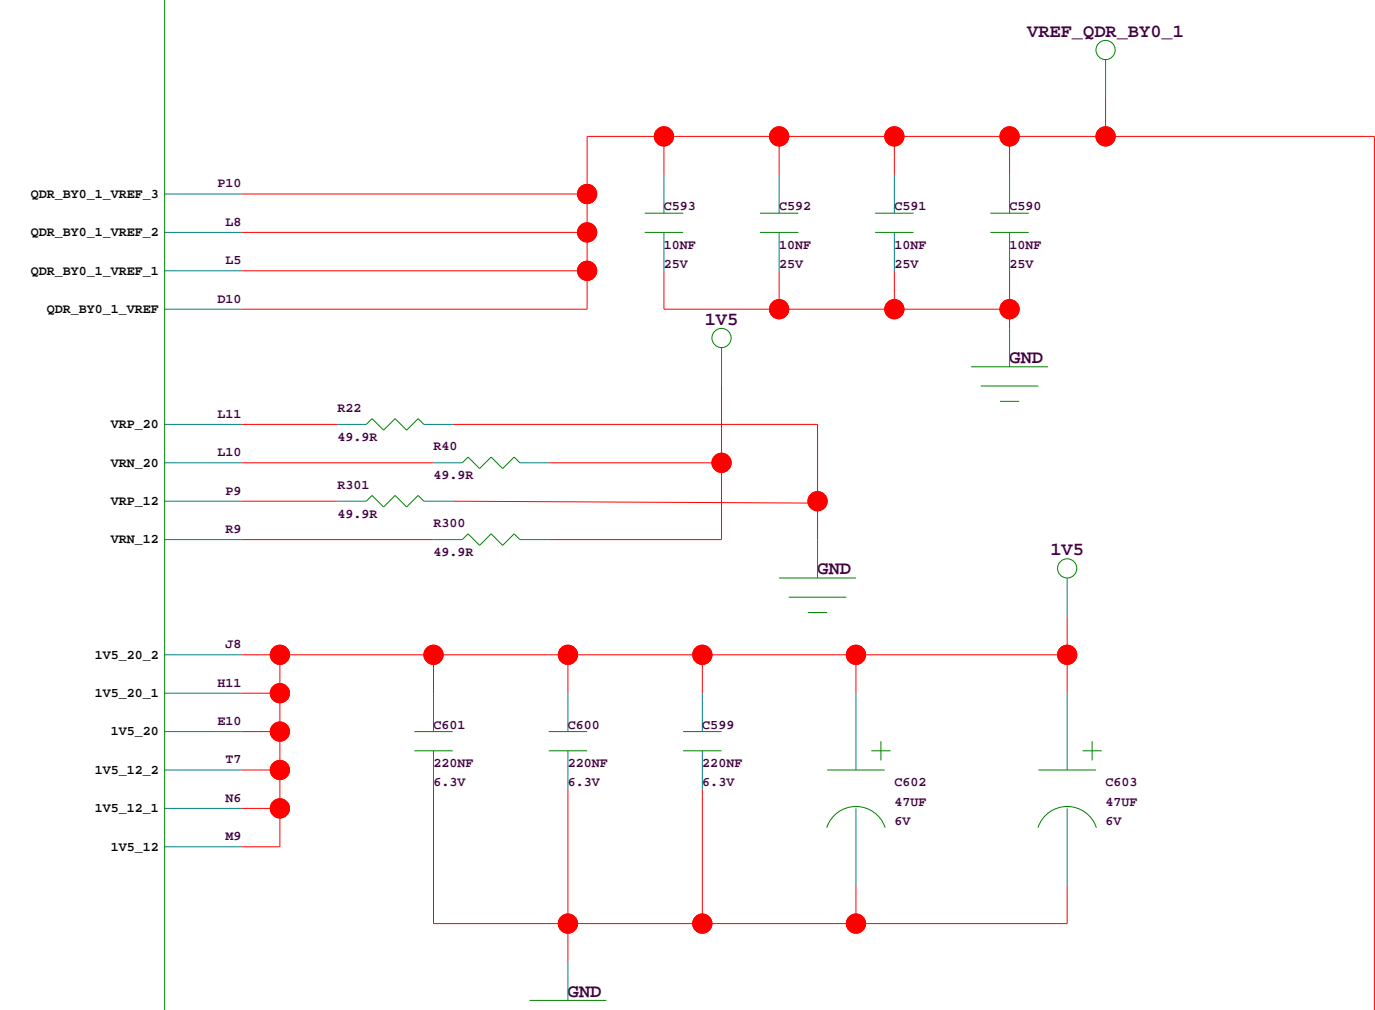 VREF_QDR_BY0_1
QDR_BY0_1_VREF_3 P10
QDR_BY0_1_VREF_2 L8
QDR_BY0_1_VREF_1 L5
QDR_BY0_1_VREF D10
C593 C592 C591 C590
10NF 10NF 10NF 10NF
25V 25V 25V 25V
1V5
GND
VRP_20 L11 R22
49.9R
VRN_20 L10 R40
49.9R
VRP_12 P9 R301
49.9R
VRN_12 R9 R300
49.9R
GND
1V5
1V5_20_2 J8
1V5_20_1 H11
1V5_20 E10
1V5_12_2 T7
1V5_12_1 N6
1V5_12 M9
C601 C600 C599
220NF 220NF 220NF
6.3V 6.3V 6.3V
C602 C603
47UF 47UF
6V 6V
GND